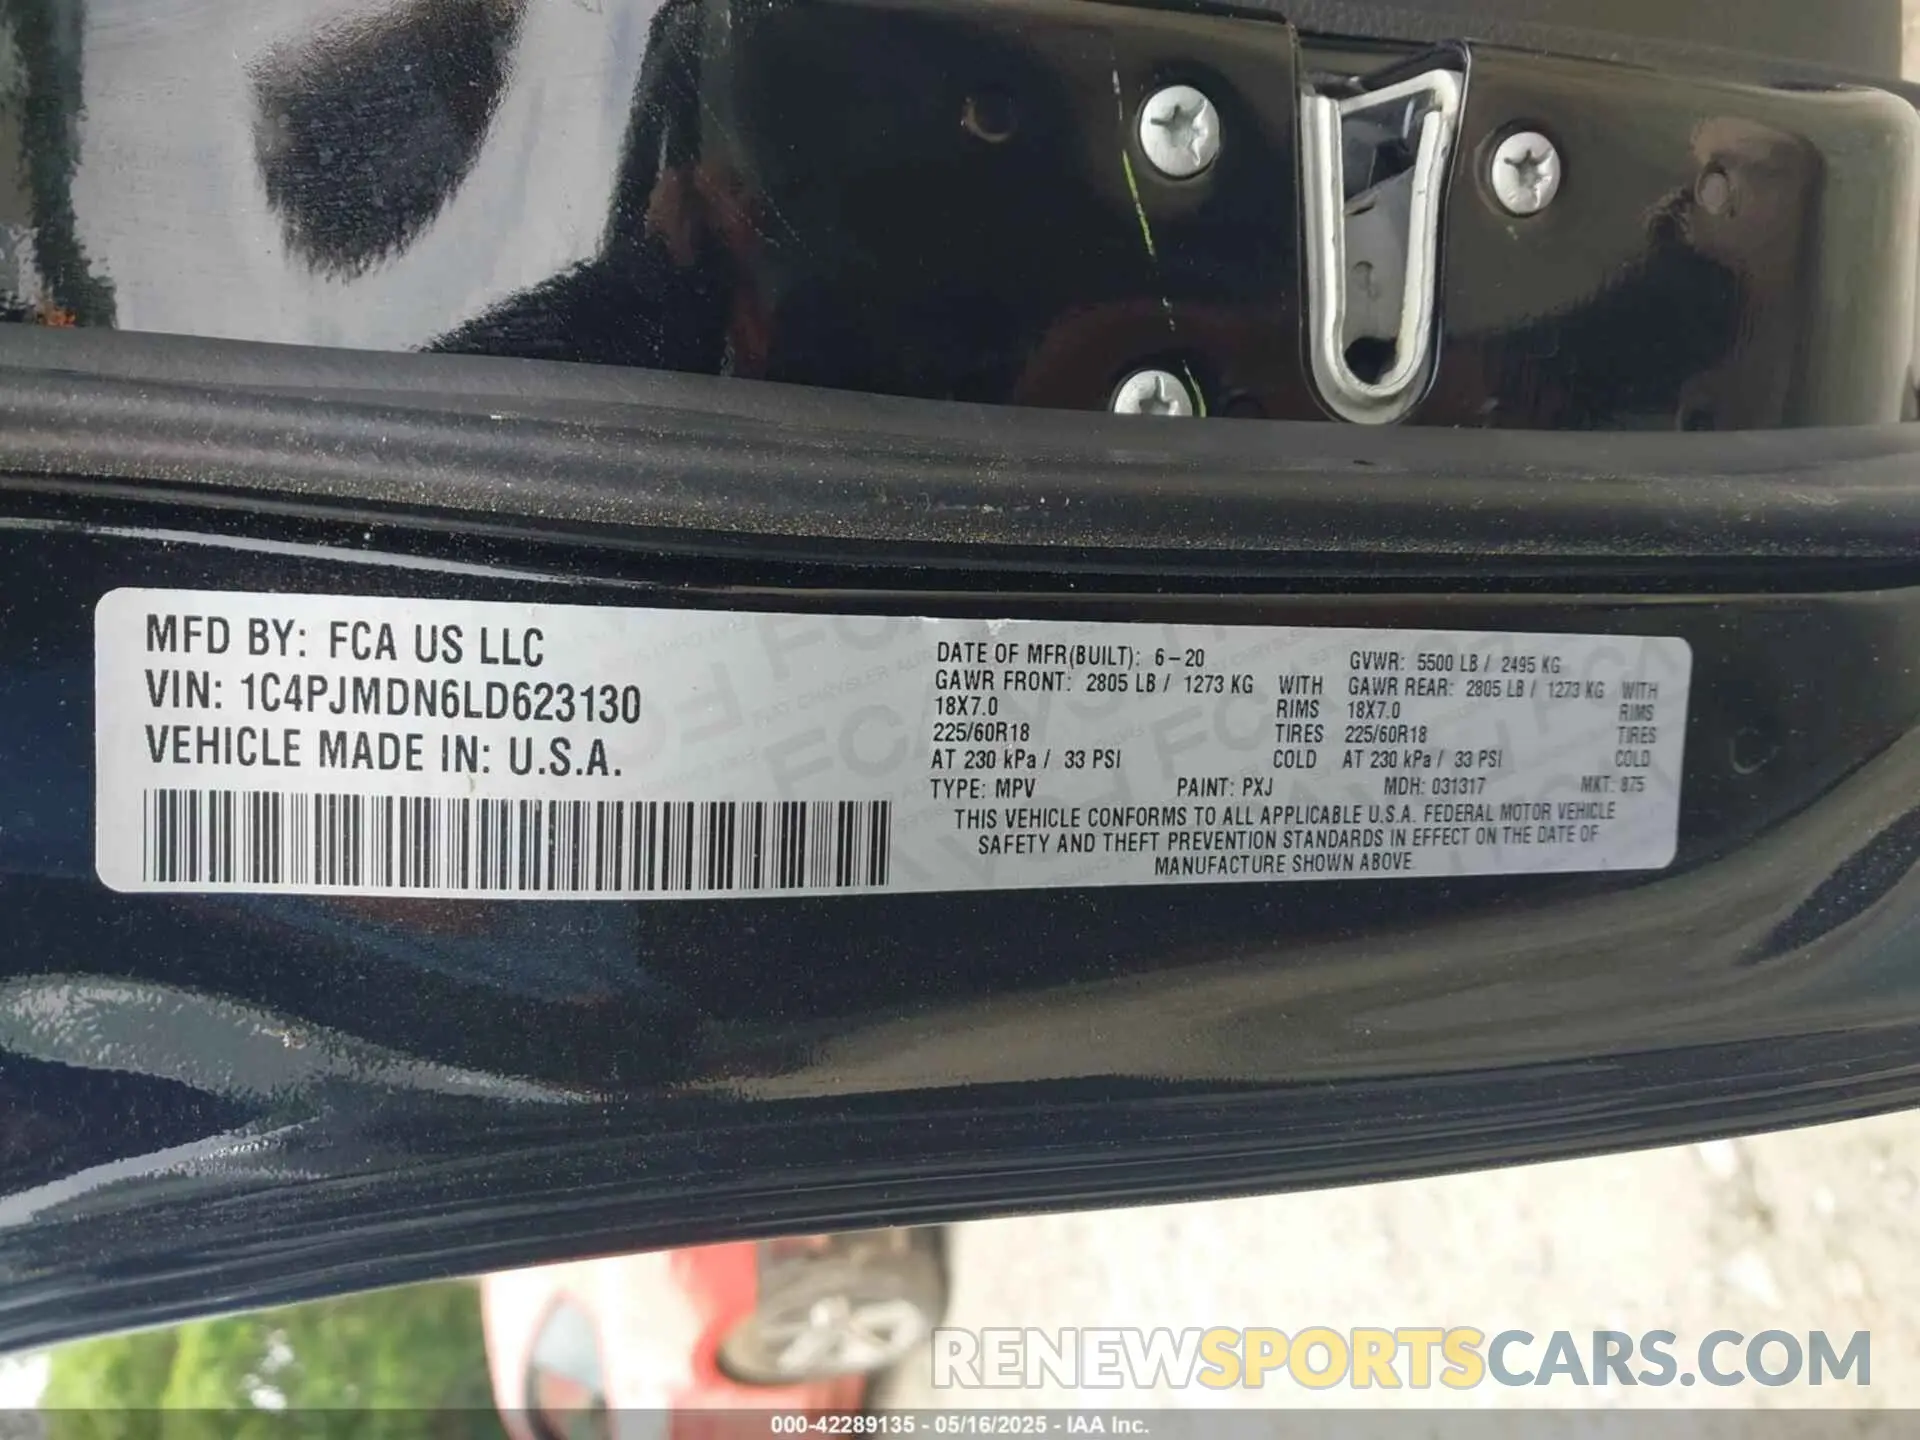 MFD BY: FCA US LLC
VIN: 1C4PJMDN6LD623130
VEHICLE MADE IN: U.S.A.
DATE OF MFR(BUILT): 6-20 GVWR: 5500 LB / 2495 KG
GAWR FRONT: 2805 LB / 1273 KG WITH GAWR REAR: 2805 LB / 1273 KG WITH
18X7.0 RIMS 18X7.0 RIMS
225/60R18 TIRES 225/60R18 TIRES
AT 230 kPa / 33 PSI COLD AT 230 kPa / 33 PSI COLD
TYPE: MPV PAINT: PXJ MDH: 031317 MKT: 875
THIS VEHICLE CONFORMS TO ALL APPLICABLE U.S.A. FEDERAL MOTOR VEHICLE
SAFETY AND THEFT PREVENTION STANDARDS IN EFFECT ON THE DATE OF
MANUFACTURE SHOWN ABOVE.
RENEWSPORTSCARS.COM
000-42289135 - 05/16/2025 - IAA Inc.